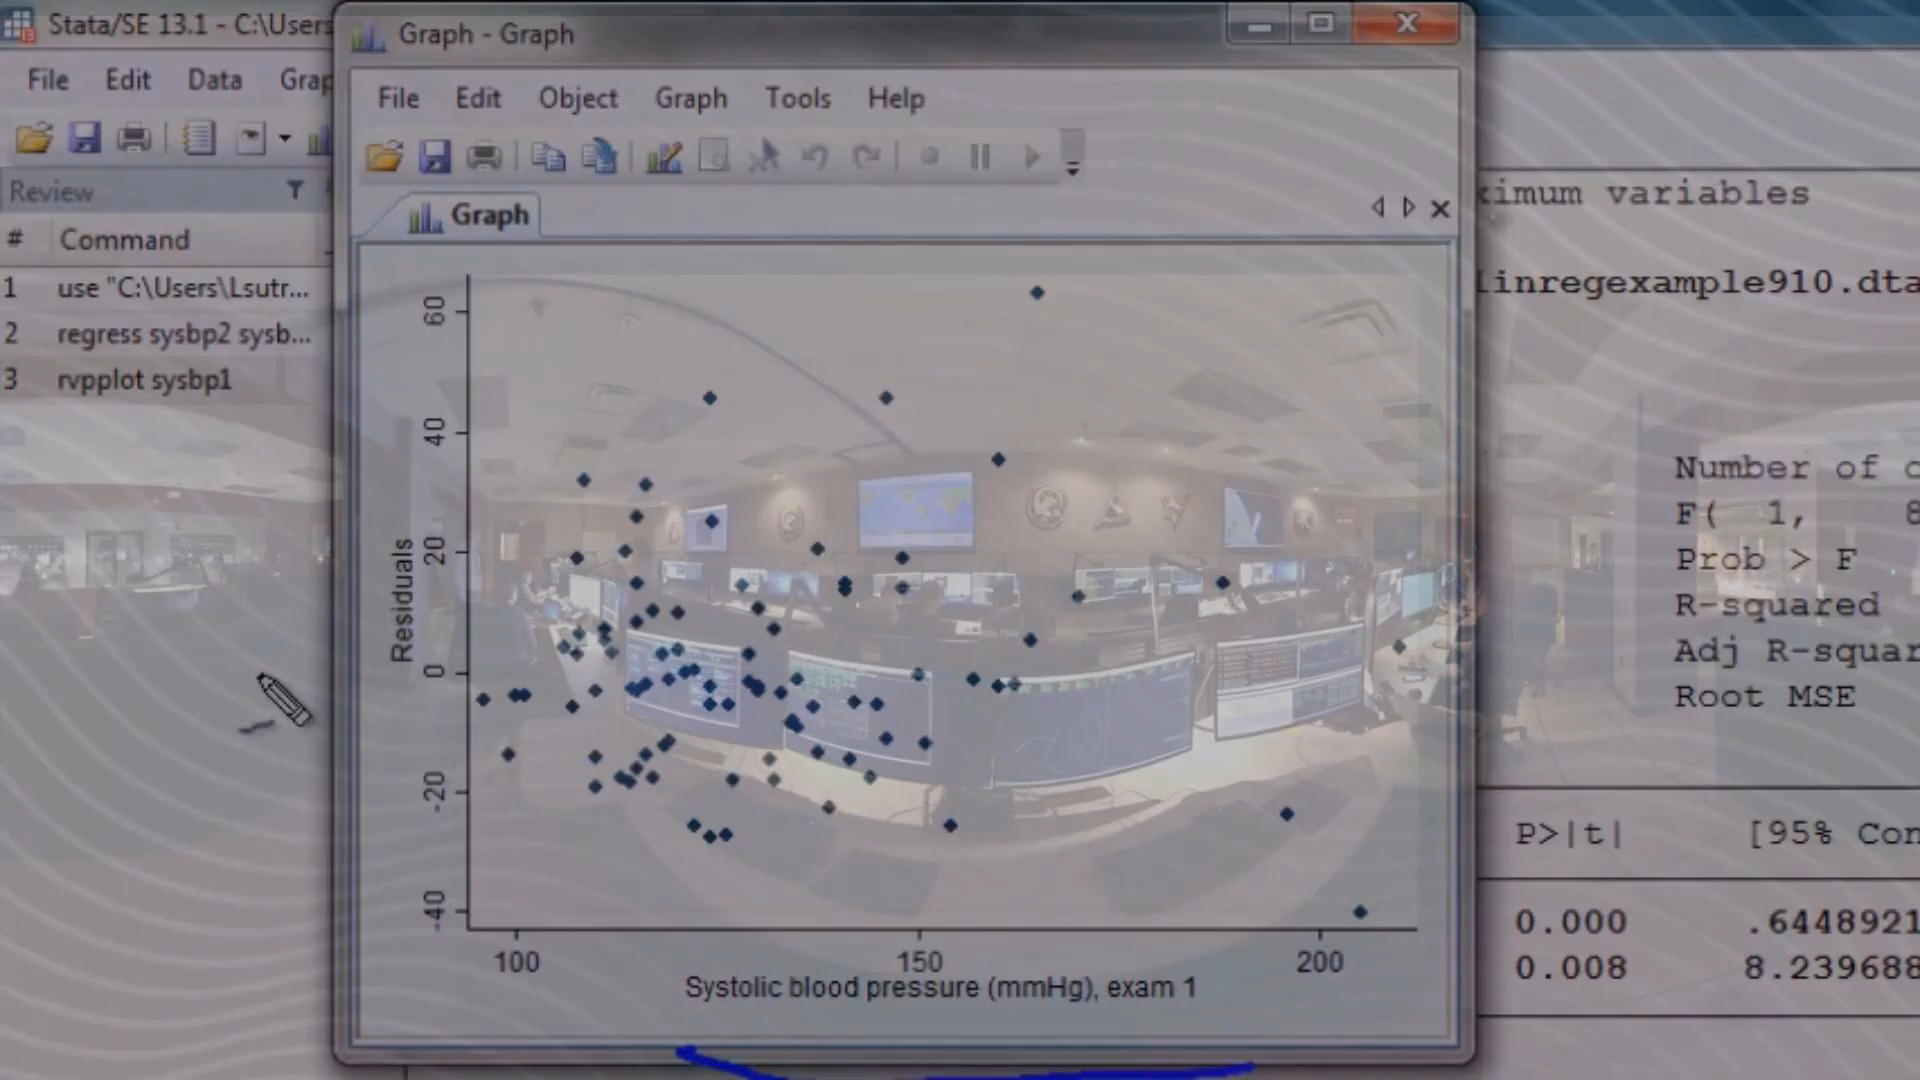 Stata/SE 13.1 - C:\Users
File Edit Data Grap
Review
# Command
1 use "C:\Users\Lsutr...
2 regress sysbp2 sysb...
3 rvpplot sysbp1
Graph - Graph
File Edit Object Graph Tools Help
Graph
60
40
20
0
-20
-40
Residuals
100 150 200
Systolic blood pressure (mmHg), exam 1
ximum variables
linregexample910.dta
Number of o
F( 1, 8
Prob > F
R-squared
Adj R-squar
Root MSE
P>|t| [95% Con
0.000 .6448921
0.008 8.239688